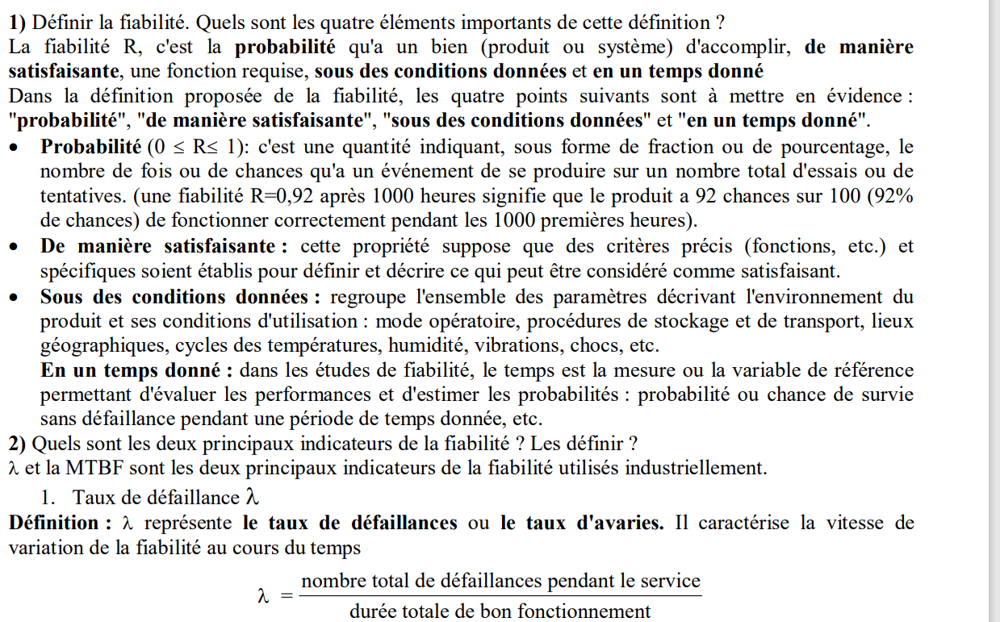 1) Définir la fiabilité. Quels sont les quatre éléments importants de cette définition ?
La fiabilité R, c'est la probabilité qu'a un bien (produit ou système) d'accomplir, de manière
satisfaisante, une fonction requise, sous des conditions données et en un temps donné
Dans la définition proposée de la fiabilité, les quatre points suivants sont à mettre en évidence :
"probabilité", "de manière satisfaisante", "sous des conditions données" et "en un temps donné".
• Probabilité (0 ≤ R≤ 1): c'est une quantité indiquant, sous forme de fraction ou de pourcentage, le
nombre de fois ou de chances qu'a un événement de se produire sur un nombre total d'essais ou de
tentatives. (une fiabilité R=0,92 après 1000 heures signifie que le produit a 92 chances sur 100 (92%
de chances) de fonctionner correctement pendant les 1000 premières heures).
• De manière satisfaisante : cette propriété suppose que des critères précis (fonctions, etc.) et
spécifiques soient établis pour définir et décrire ce qui peut être considéré comme satisfaisant.
• Sous des conditions données : regroupe l'ensemble des paramètres décrivant l'environnement du
produit et ses conditions d'utilisation : mode opératoire, procédures de stockage et de transport, lieux
géographiques, cycles des températures, humidité, vibrations, chocs, etc.
En un temps donné : dans les études de fiabilité, le temps est la mesure ou la variable de référence
permettant d'évaluer les performances et d'estimer les probabilités : probabilité ou chance de survie
sans défaillance pendant une période de temps donnée, etc.
2) Quels sont les deux principaux indicateurs de la fiabilité ? Les définir ?
λ et la MTBF sont les deux principaux indicateurs de la fiabilité utilisés industriellement.
1. Taux de défaillance λ
Définition : λ représente le taux de défaillances ou le taux d'avaries. Il caractérise la vitesse de
variation de la fiabilité au cours du temps
nombre total de défaillances pendant le service
λ =
durée totale de bon fonctionnement